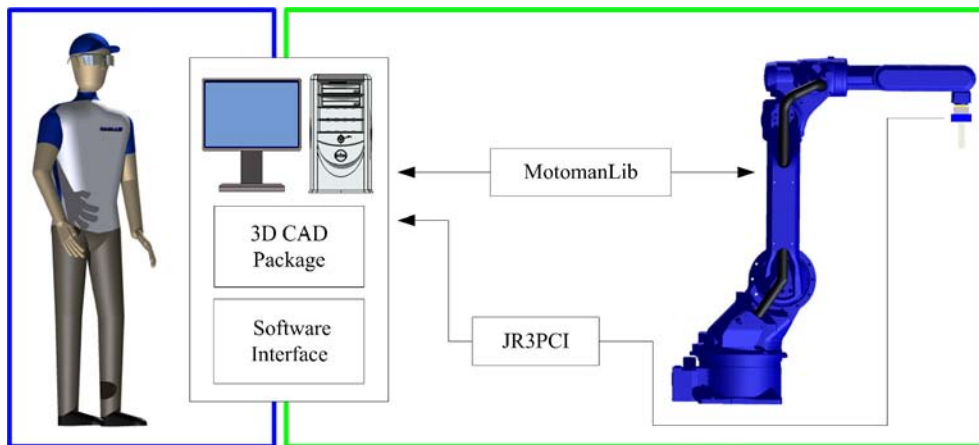 3D CAD
Package
Software
Interface
MotomanLib
JR3PCI